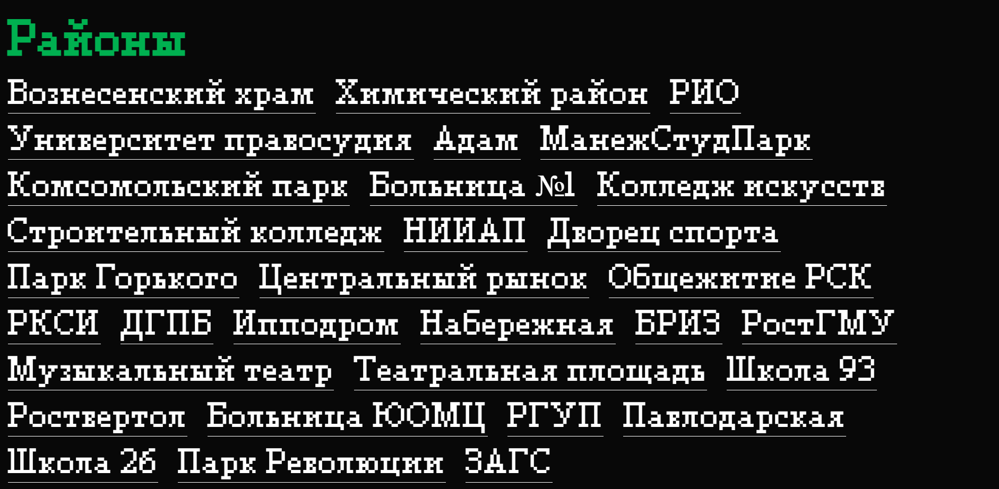 Районы
Вознесенский храм Химический район РИО
Университет правосудия Адам МанежСтудПарк
Комсомольский парк Больница №1 Колледж искусств
Строительный колледж НИИАП Дворец спорта
Парк Горького Центральный рынок Общежитие РСК
РКСИ ДГПБ Ипподром Набережная БРИЗ РостГМУ
Музыкальный театр Театральная площадь Школа 93
Роствертол Больница ЮОМЦ РГУП Павлодарская
Школа 26 Парк Революции ЗАГС